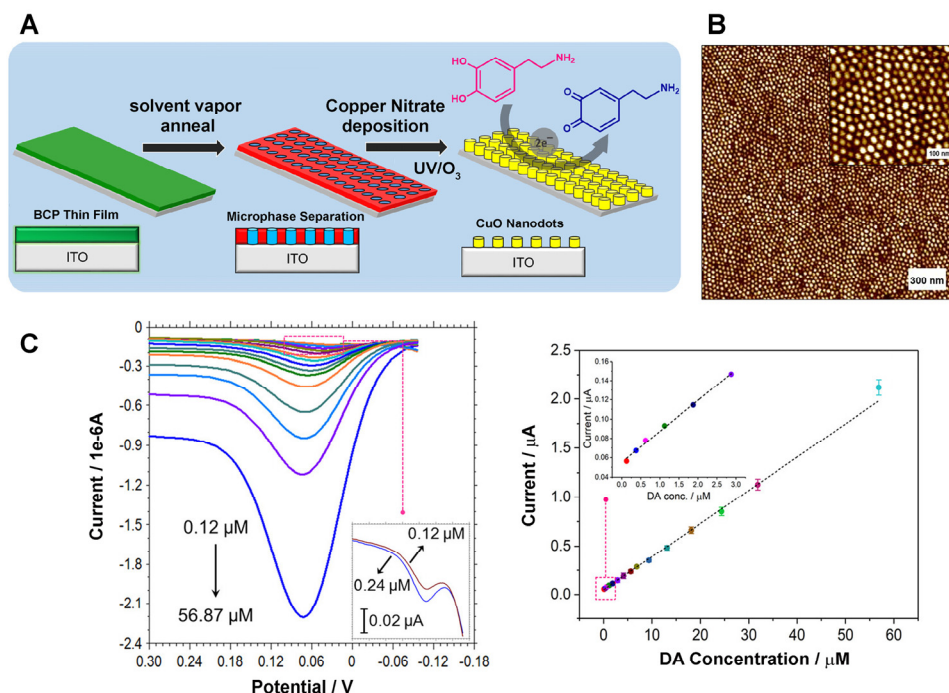 A
solvent vapor
anneal
Copper Nitrate
deposition
UV/O3
HO
HO
NH2
O
O
NH2
2e−
BCP Thin Film
ITO
Microphase Separation
ITO
CuO Nanodots
ITO
B
100 nm
300 nm
C
Current / 1e-6A
0
-0.3
-0.6
-0.9
-1.2
-1.5
-1.8
-2.1
-2.4
0.30 0.24 0.18 0.12 0.06 0 -0.06 -0.12 -0.18
Potential / V
0.12 µM
56.87 µM
0.12 µM
0.24 µM
0.02 µA
Current / µA
2.5
2.0
1.5
1.0
0.5
0.0
0 10 20 30 40 50 60
DA Concentration / µM
Current / µA
0.16
0.14
0.12
0.10
0.08
0.06
0.04
0.0 0.5 1.0 1.5 2.0 2.5 3.0
DA conc. / µM